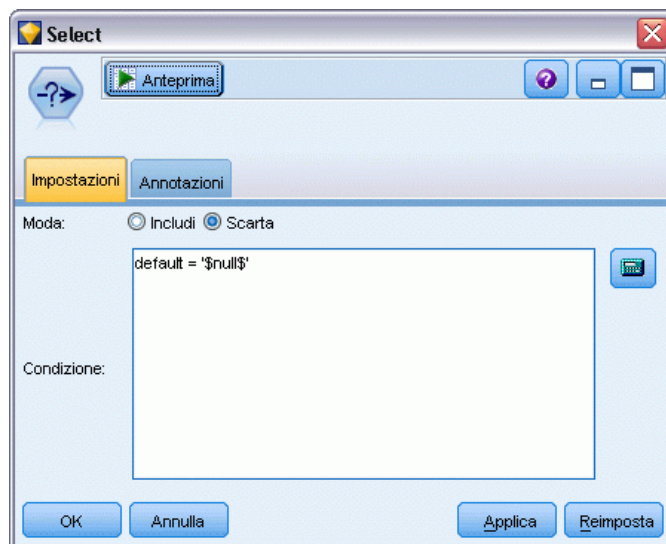 Select
-?->
Anteprima
?
Impostazioni
Annotazioni
Moda:
Includi
Scarta
default = '$null$'
Condizione:
OK
Annulla
Applica
Reimposta